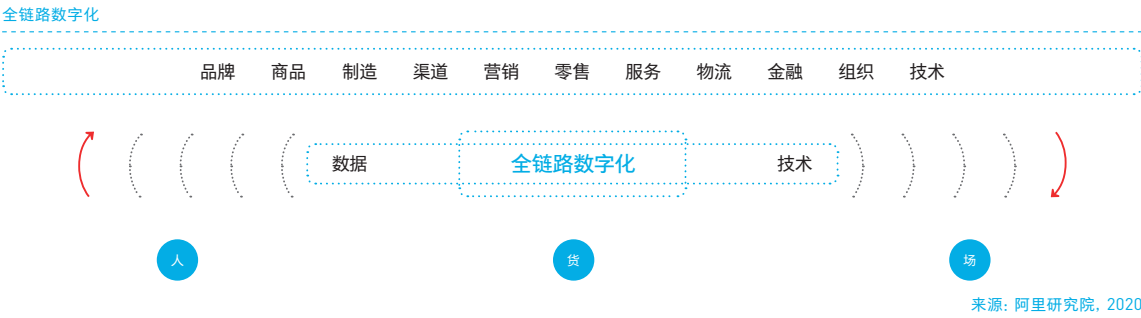 全链路数字化
品牌 商品 制造 渠道 营销 零售 服务 物流 金融 组织 技术
数据 全链路数字化 技术
人 货 场
来源: 阿里研究院, 2020